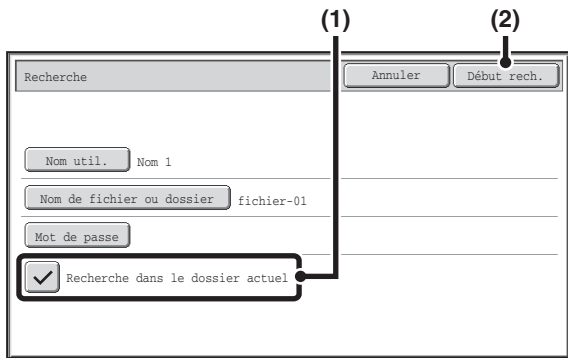 (1) (2)
Recherche Annuler Début rech.
Nom util. Nom 1
Nom de fichier ou dossier fichier-01
Mot de passe
Recherche dans le dossier actuel